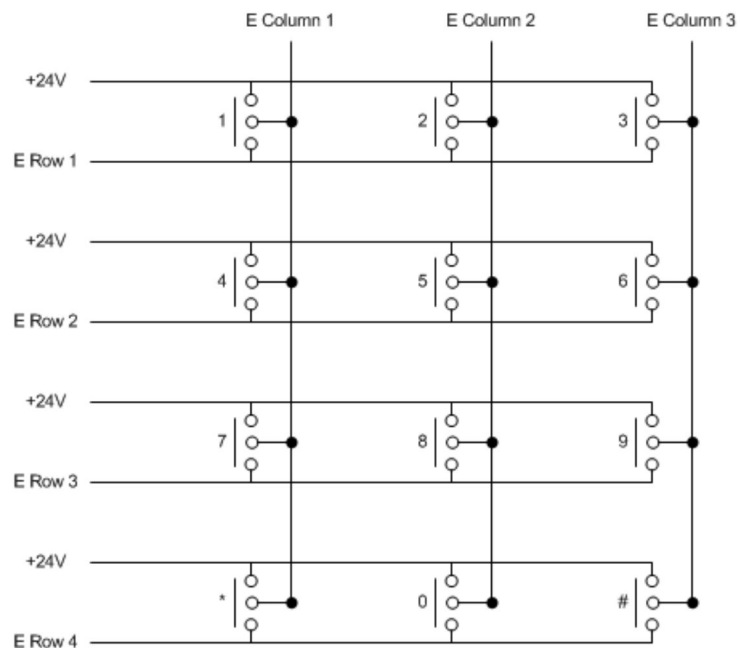 E Column 1 E Column 2 E Column 3
+24V
1 2 3
E Row 1
+24V
4 5 6
E Row 2
+24V
7 8 9
E Row 3
+24V
* 0 #
E Row 4